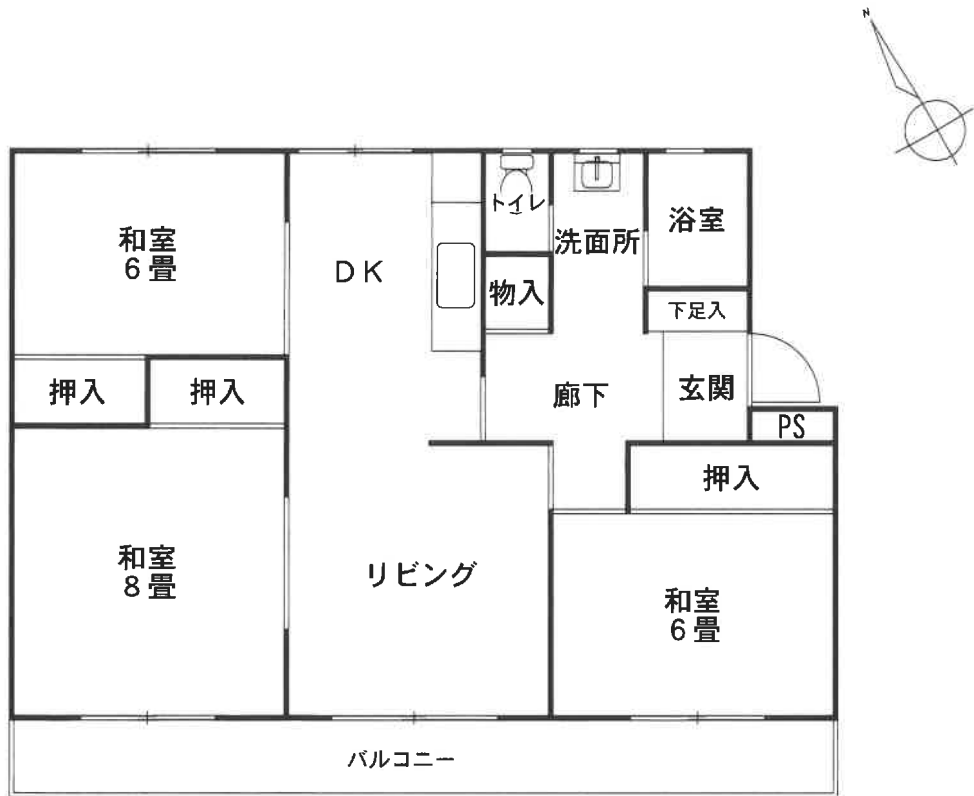 N
和室
6畳
DK
トイレ
洗面所
浴室
物入
下足入
押入
押入
廊下
玄関
PS
押入
和室
8畳
リビング
和室
6畳
バルコニー